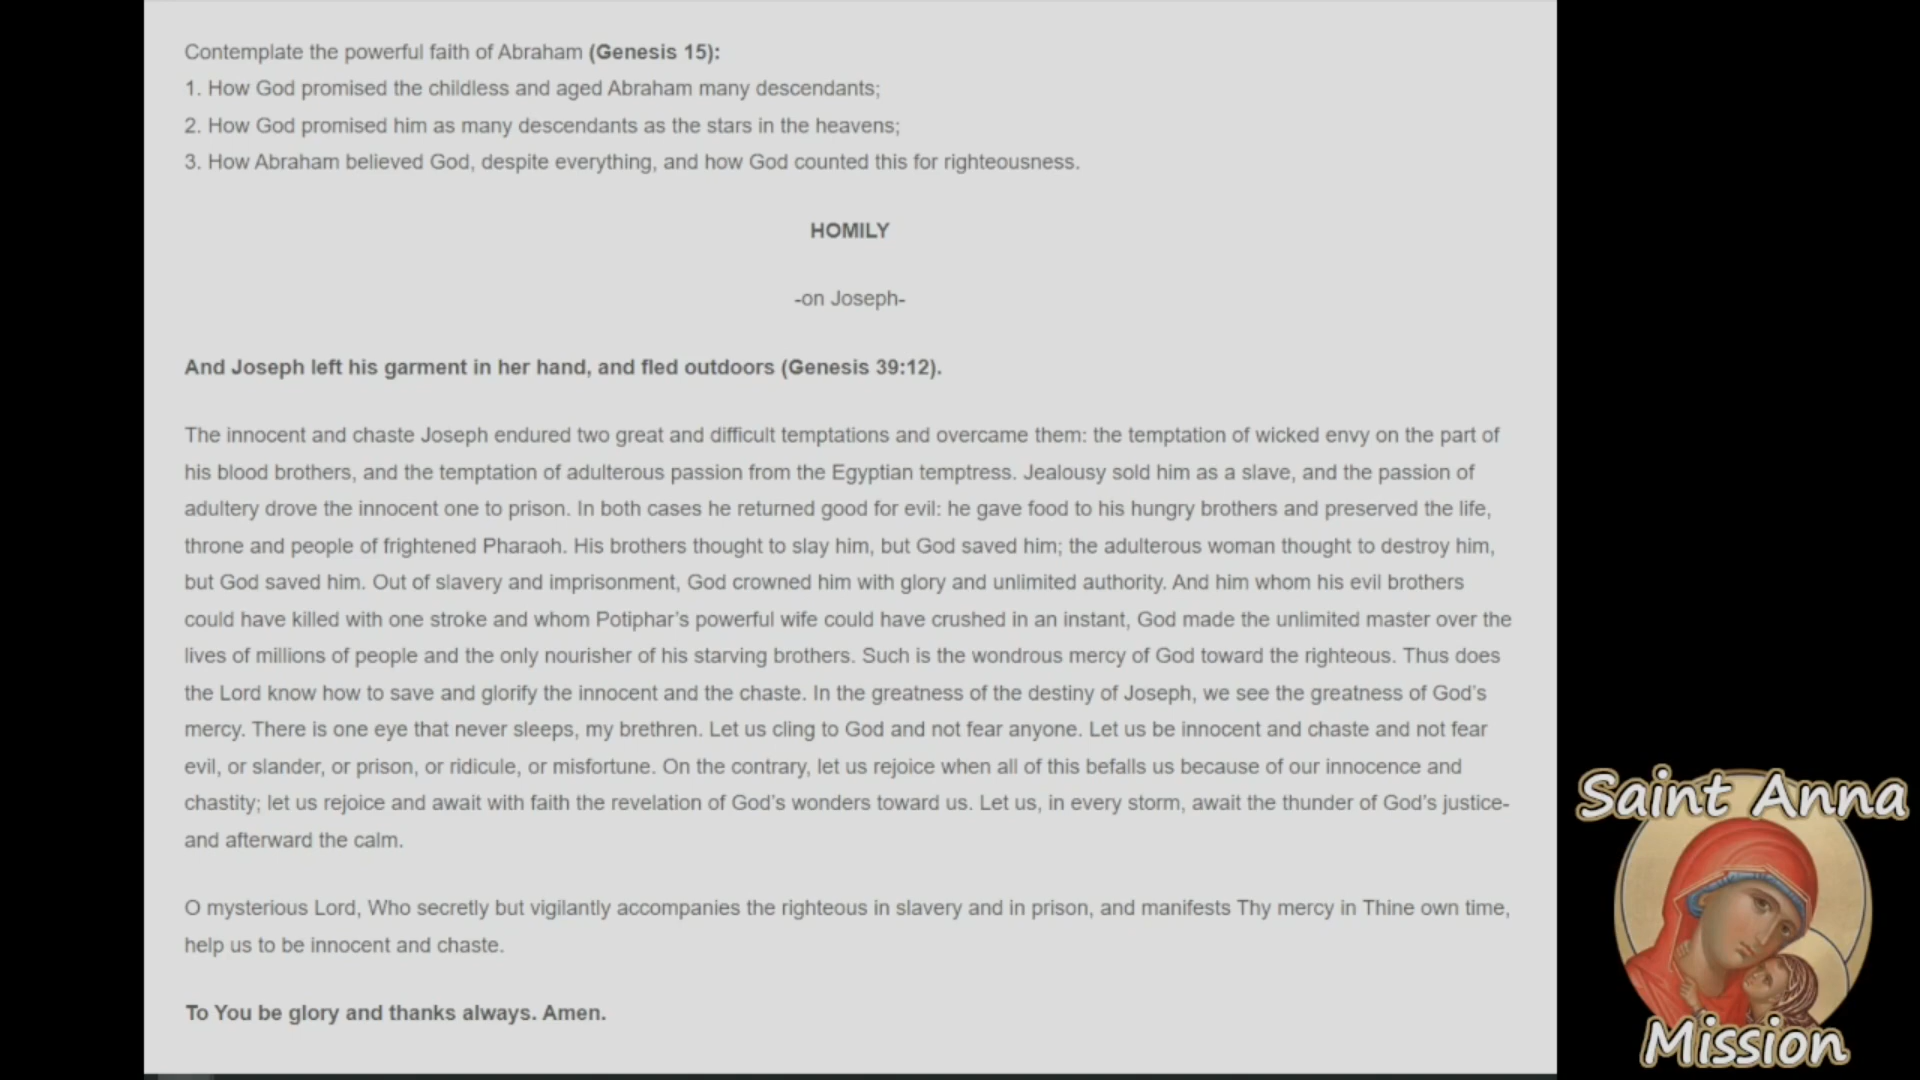 Contemplate the powerful faith of Abraham (Genesis 15):
1. How God promised the childless and aged Abraham many descendants;
2. How God promised him as many descendants as the stars in the heavens;
3. How Abraham believed God, despite everything, and how God counted this for righteousness.
HOMILY
-on Joseph-
And Joseph left his garment in her hand, and fled outdoors (Genesis 39:12).
The innocent and chaste Joseph endured two great and difficult temptations and overcame them: the temptation of wicked envy on the part of
his blood brothers, and the temptation of adulterous passion from the Egyptian temptress. Jealousy sold him as a slave, and the passion of
adultery drove the innocent one to prison. In both cases he returned good for evil: he gave food to his hungry brothers and preserved the life,
throne and people of frightened Pharaoh. His brothers thought to slay him, but God saved him; the adulterous woman thought to destroy him,
but God saved him. Out of slavery and imprisonment, God crowned him with glory and unlimited authority. And him whom his evil brothers
could have killed with one stroke and whom Potiphar's powerful wife could have crushed in an instant, God made the unlimited master over the
lives of millions of people and the only nourisher of his starving brothers. Such is the wondrous mercy of God toward the righteous. Thus does
the Lord know how to save and glorify the innocent and the chaste. In the greatness of the destiny of Joseph, we see the greatness of God's
mercy. There is one eye that never sleeps, my brethren. Let us cling to God and not fear anyone. Let us be innocent and chaste and not fear
evil, or slander, or prison, or ridicule, or misfortune. On the contrary, let us rejoice when all of this befalls us because of our innocence and
chastity; let us rejoice and await with faith the revelation of God's wonders toward us. Let us, in every storm, await the thunder of God's justice-
and afterward the calm.
O mysterious Lord, Who secretly but vigilantly accompanies the righteous in slavery and in prison, and manifests Thy mercy in Thine own time,
help us to be innocent and chaste.
To You be glory and thanks always. Amen.
Saint Anna
Mission